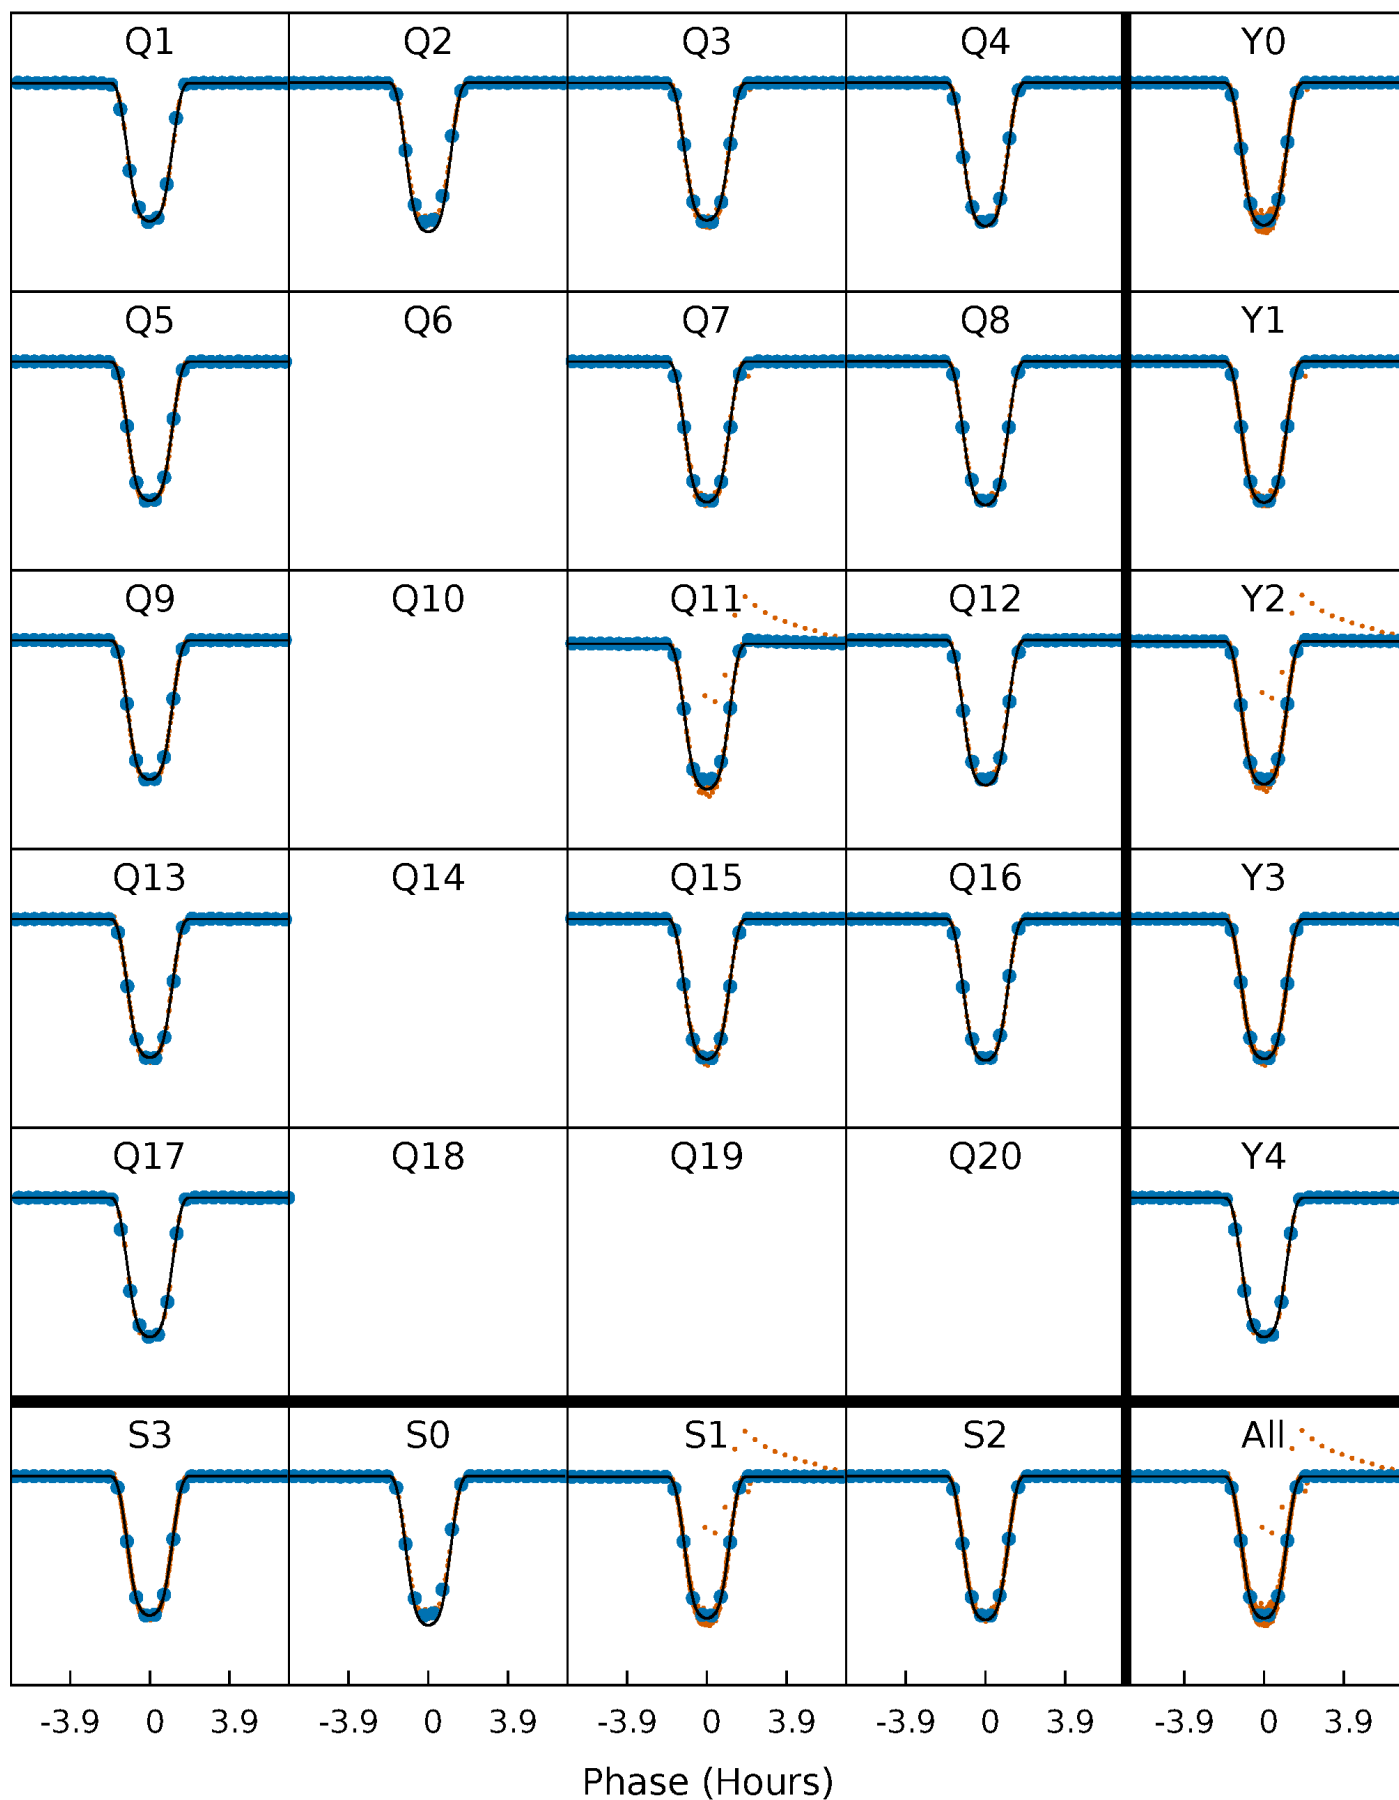 Q1 Q2 Q3 Q4 Y0
Q5 Q6 Q7 Q8 Y1
Q9 Q10 Q11 Q12 Y2
Q13 Q14 Q15 Q16 Y3
Q17 Q18 Q19 Q20 Y4
S3 S0 S1 S2 All
-3.9 0 3.9 -3.9 0 3.9 -3.9 0 3.9 -3.9 0 3.9 -3.9 0 3.9
Phase (Hours)